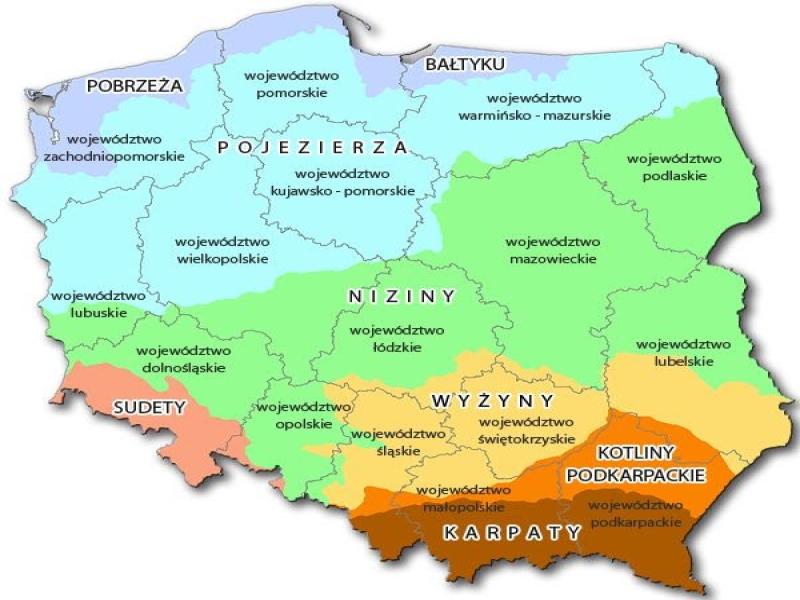 BAŁTYKU
POBRZEŻA
województwo
pomorskie
województwo
warmińsko - mazurskie
województwo
zachodniopomorskie
POJEZIERZA
województwo
podlaskie
województwo
kujawsko - pomorskie
województwo
wielkopolskie
województwo
mazowieckie
województwo
lubuskie
NIZINY
województwo
łódzkie
województwo
lubelskie
województwo
dolnośląskie
SUDETY
województwo
opolskie
WYŻYNY
województwo
śląskie
województwo
świętokrzyskie
KOTLINY
PODKARPACKIE
województwo
małopolskie
województwo
podkarpackie
KARPATY